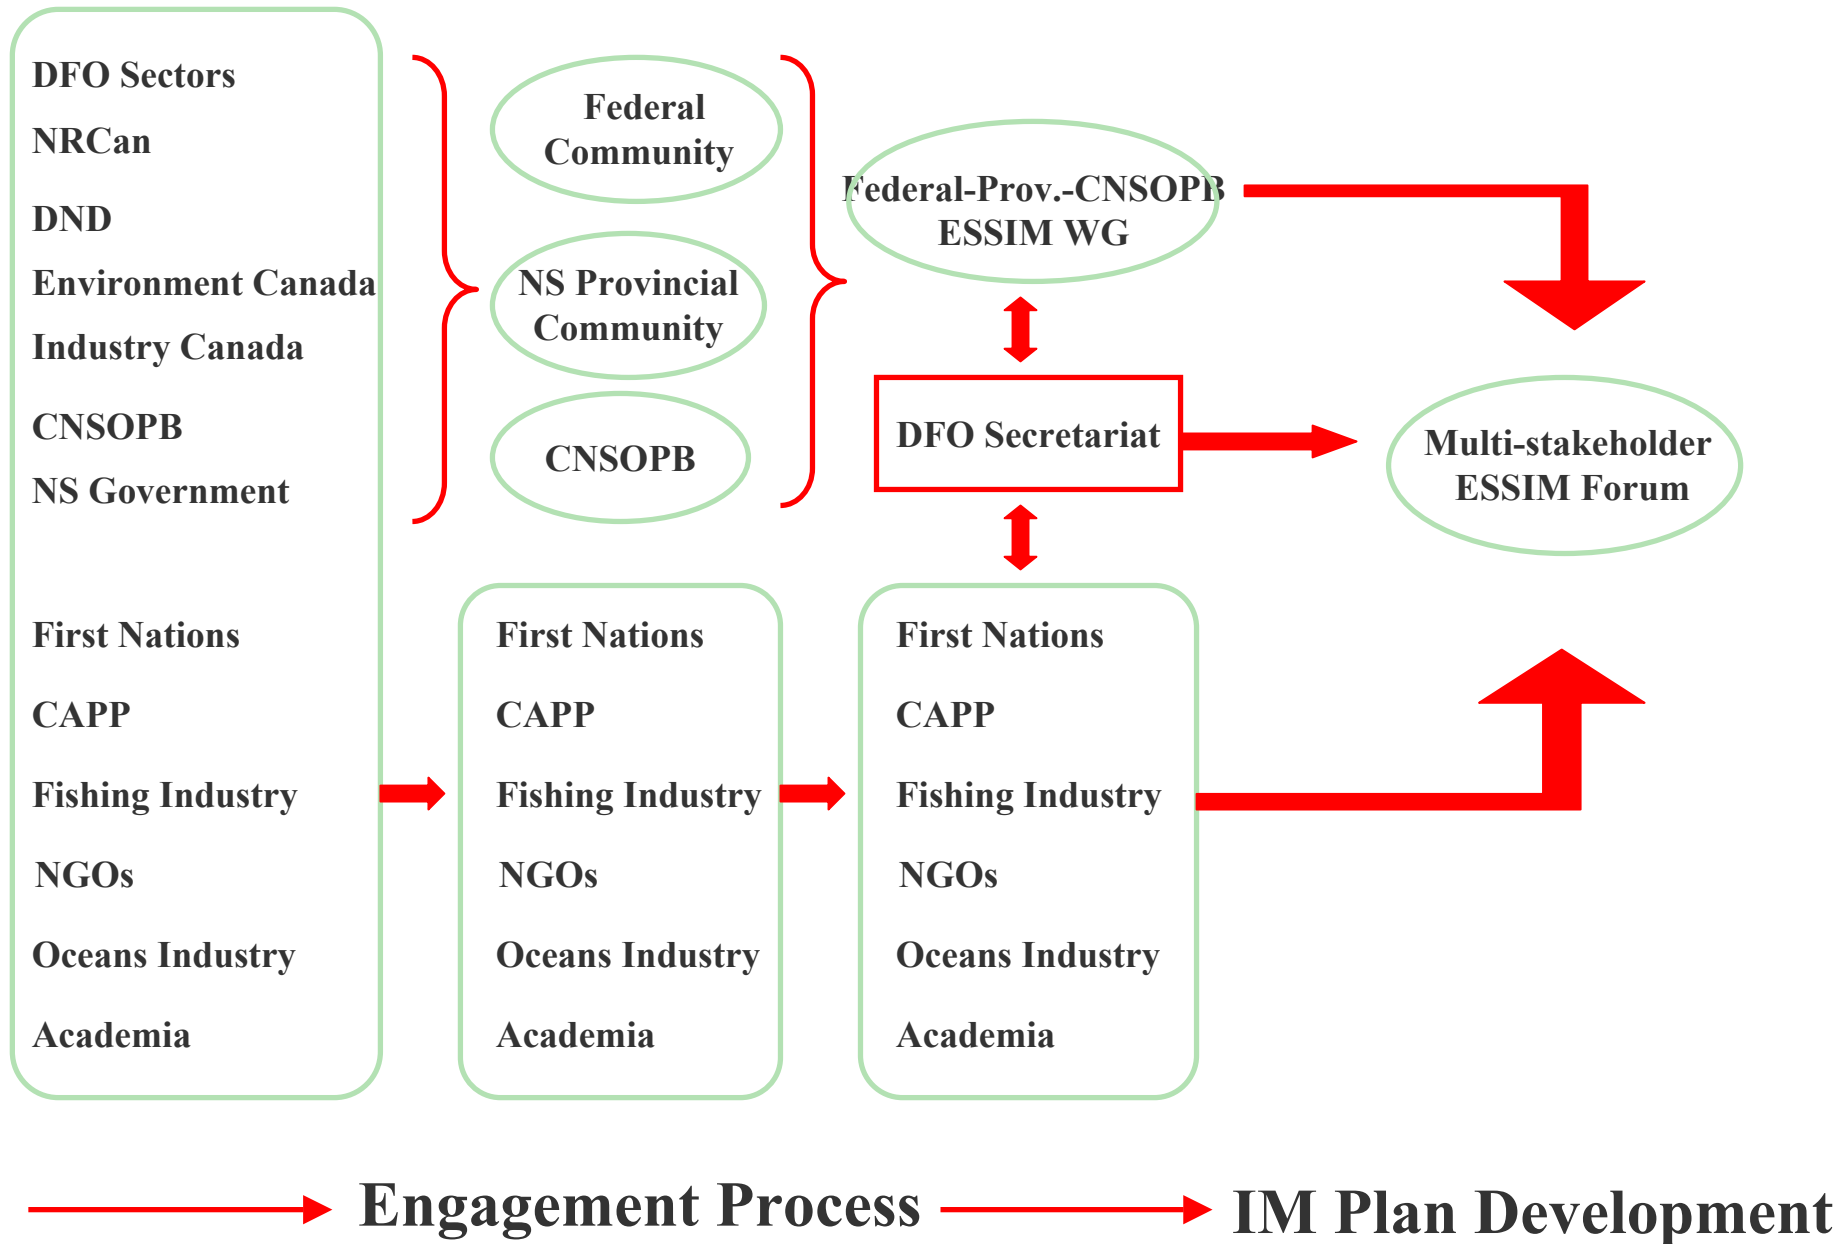 DFO Sectors
NRCan
DND
Environment Canada
Industry Canada
CNSOPB
NS Government
First Nations
CAPP
Fishing Industry
NGOs
Oceans Industry
Academia
Federal
Community
NS Provincial
Community
CNSOPB
First Nations
CAPP
Fishing Industry
NGOs
Oceans Industry
Academia
Federal-Prov.-CNSOPB
ESSIM WG
DFO Secretariat
First Nations
CAPP
Fishing Industry
NGOs
Oceans Industry
Academia
Multi-stakeholder
ESSIM Forum
Engagement Process
IM Plan Development